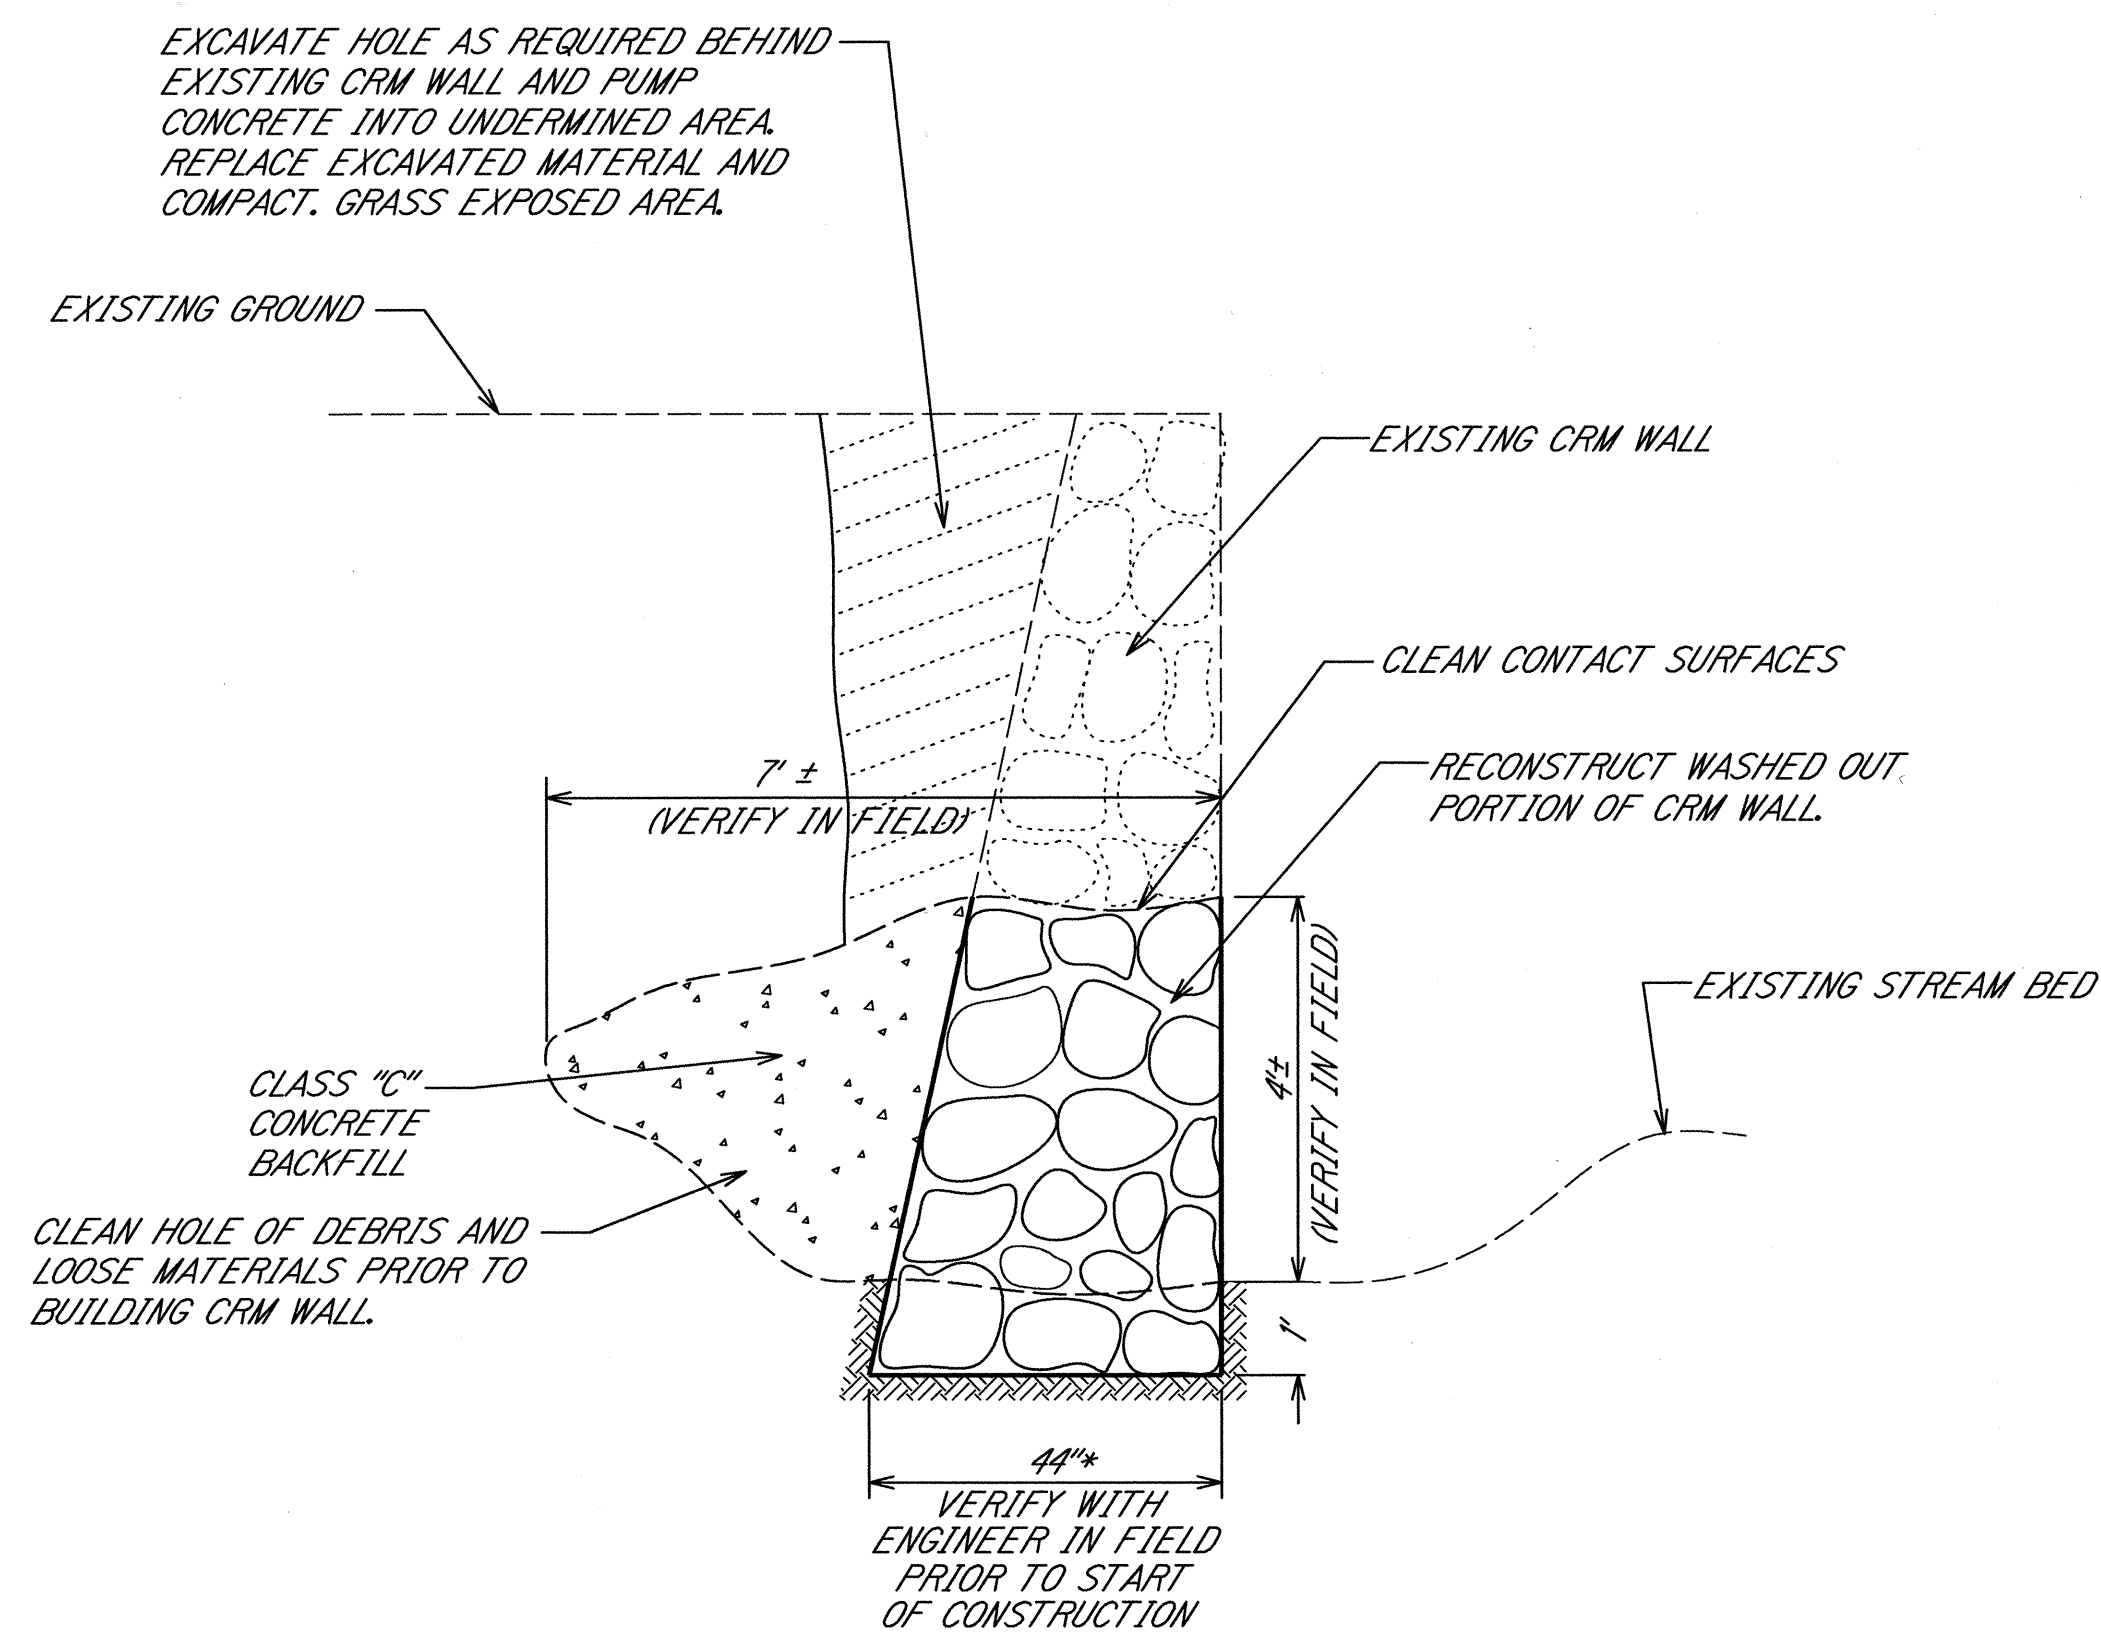 EXCAVATE HOLE AS REQUIRED BEHIND
EXISTING CRM WALL AND PUMP
CONCRETE INTO UNDERMINED AREA.
REPLACE EXCAVATED MATERIAL AND
COMPACT. GRASS EXPOSED AREA.
EXISTING GROUND
EXISTING CRM WALL
CLEAN CONTACT SURFACES
7' ±
(VERIFY IN FIELD)
RECONSTRUCT WASHED OUT
PORTION OF CRM WALL.
EXISTING STREAM BED
4'±
(VERIFY IN FIELD)
CLASS "C"
CONCRETE
BACKFILL
CLEAN HOLE OF DEBRIS AND
LOOSE MATERIALS PRIOR TO
BUILDING CRM WALL.
1'
44"*
VERIFY WITH
ENGINEER IN FIELD
PRIOR TO START
OF CONSTRUCTION